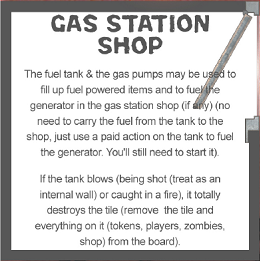 GAS STATION
SHOP
The fuel tank & the gas pumps may be used to
fill up fuel powered items and to fuel the
generator in the gas station shop (if any) (no
need to carry the fuel from the tank to the
shop, just use a paid action on the tank to fuel
the generator. You'll still need to start it).
If the tank blows (being shot (treat as an
internal wall) or caught in a fire), it totally
destroys the tile (remove the tile and
everything on it (tokens, players, zombies,
shop) from the board).